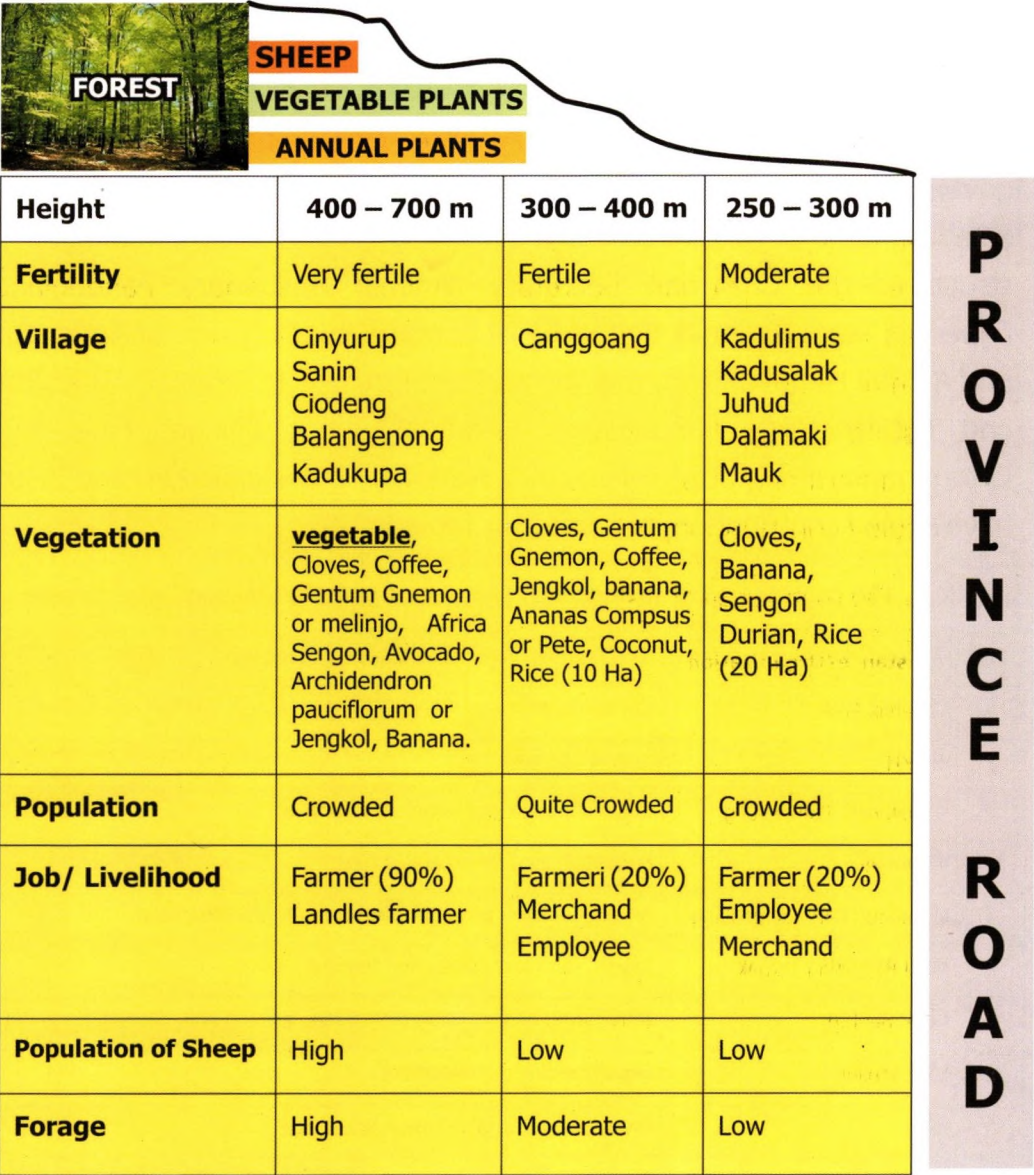 FOREST
SHEEP
VEGETABLE PLANTS
ANNUAL PLANTS
Height
400 – 700 m
300 – 400 m
250 – 300 m
Fertility
Very fertile
Fertile
Moderate
Village
Cinyurup
Sanin
Ciodeng
Balangenong
Kadukupa
Canggoang
Kadulimus
Kadusalak
Juhud
Dalamaki
Mauk
Vegetation
vegetable,
Cloves, Coffee,
Gentum Gnemon
or melinjo, Africa
Sengon, Avocado,
Archidendron
pauciflorum or
Jengkol, Banana.
Cloves, Gentum
Gnemon, Coffee,
Jengkol, banana,
Ananas Compsus
or Pete, Coconut,
Rice (10 Ha)
Cloves,
Banana,
Sengon
Durian, Rice
(20 Ha)
Population
Crowded
Quite Crowded
Crowded
Job/ Livelihood
Farmer (90%)
Landles farmer
Farmeri (20%)
Merchand
Employee
Farmer (20%)
Employee
Merchand
Population of Sheep
High
Low
Low
Forage
High
Moderate
Low
PROVINCE ROAD